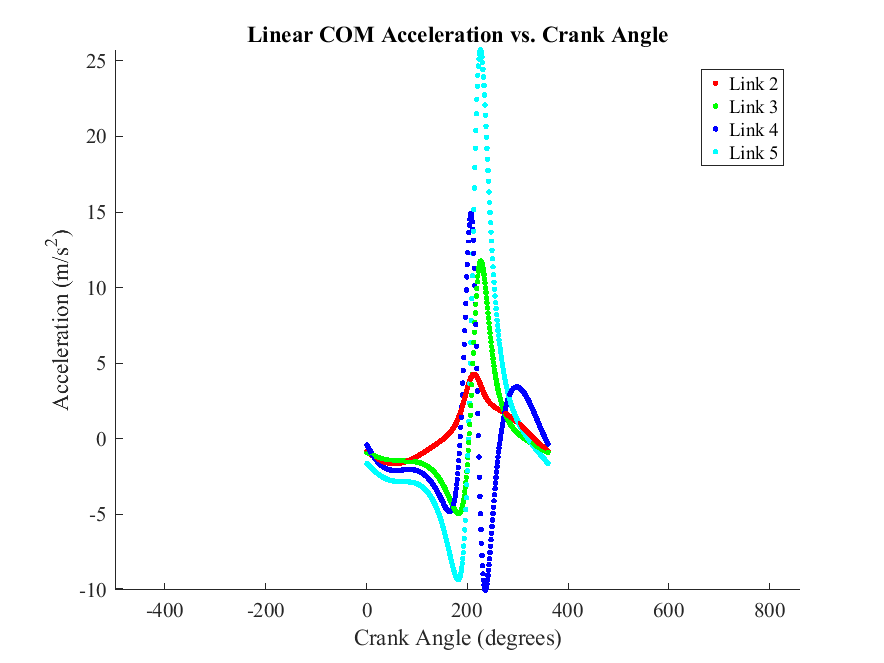 Linear COM Acceleration vs. Crank Angle
25
20
15
10
5
0
-5
-10
Acceleration (m/s²)
Link 2
Link 3
Link 4
Link 5
-400 -200 0 200 400 600 800
Crank Angle (degrees)